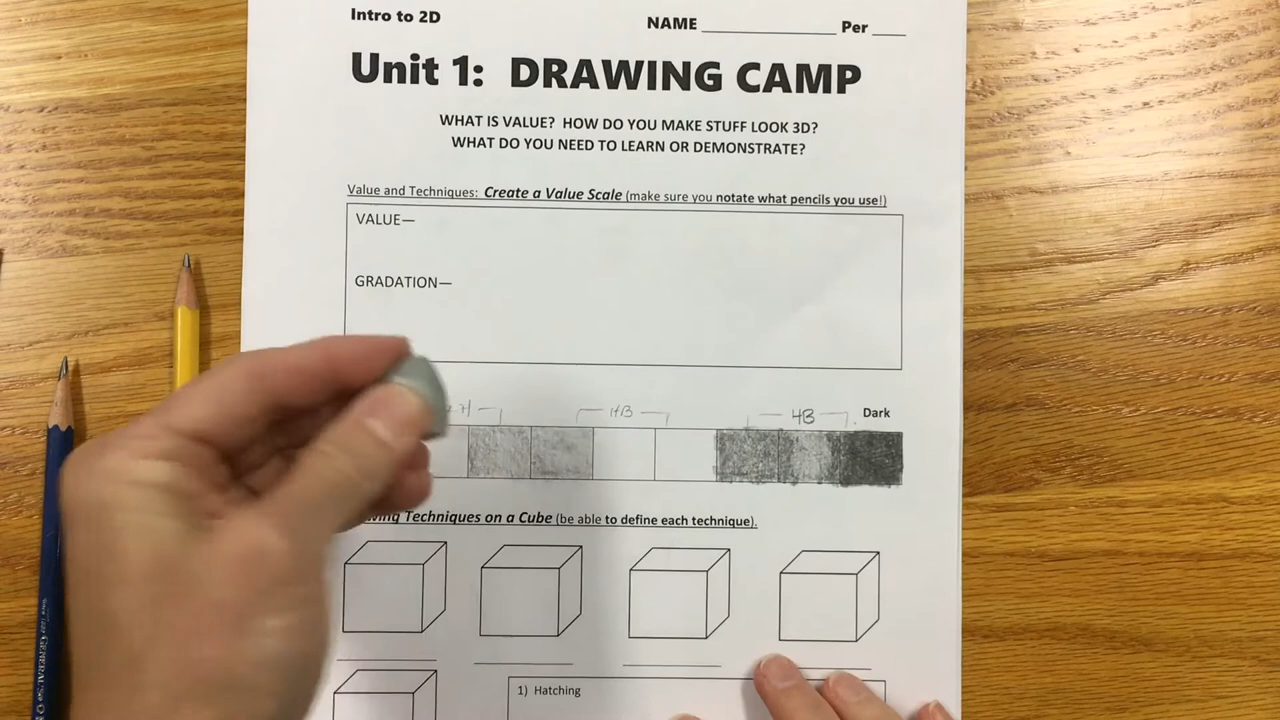 Intro to 2D
NAME ______________ Per ____
Unit 1: DRAWING CAMP
WHAT IS VALUE? HOW DO YOU MAKE STUFF LOOK 3D?
WHAT DO YOU NEED TO LEARN OR DEMONSTRATE?
Value and Techniques: Create a Value Scale (make sure you notate what pencils you use!)
VALUE—
GRADATION—
HB 4B Dark
Techniques on a Cube (be able to define each technique).
1) Hatching
GENERAL'S